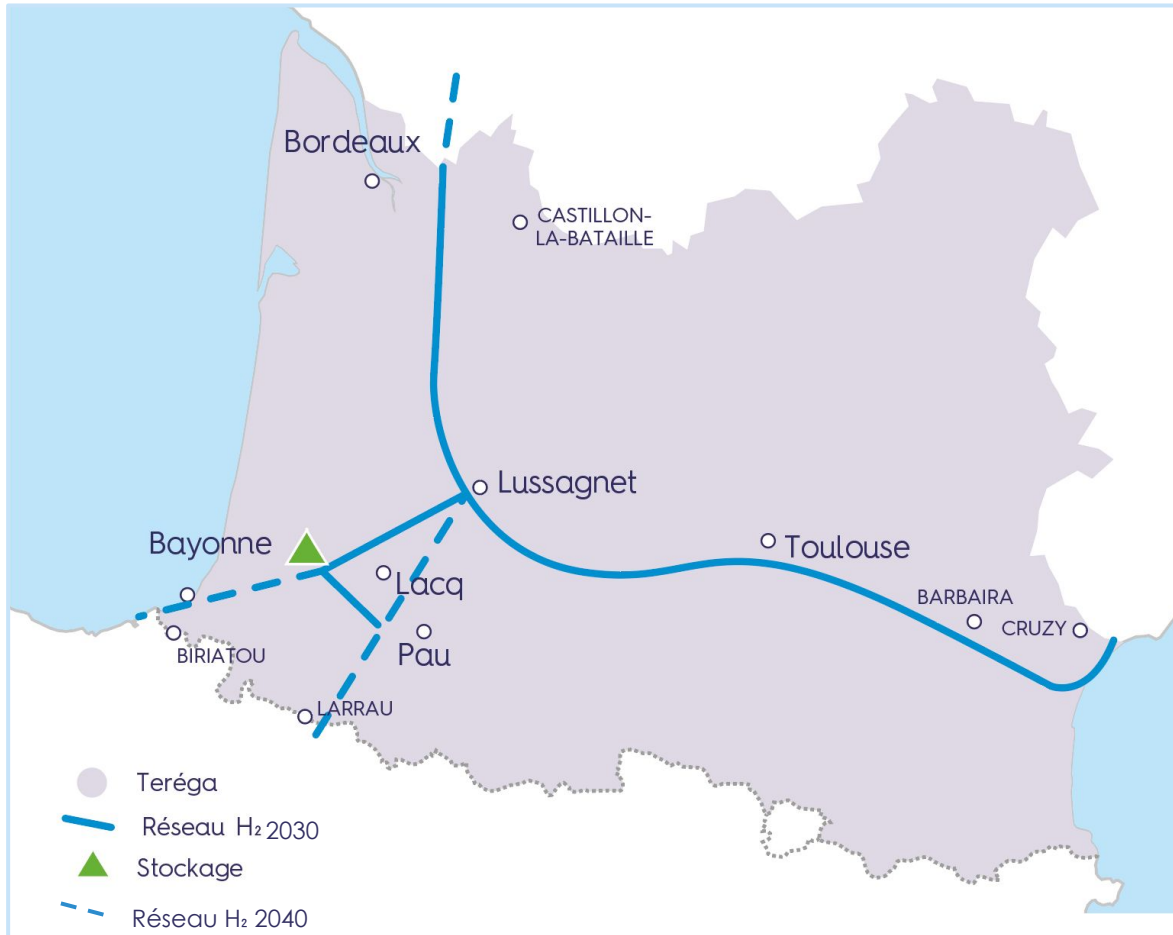 Bordeaux
CASTILLON-
LA-BATAILLE
Lussagnet
Bayonne
Toulouse
Lacq
BARBAIRA
CRUZY
Pau
BIRIATOU
LARRAU
Teréga
Réseau H₂ 2030
Stockage
Réseau H₂ 2040